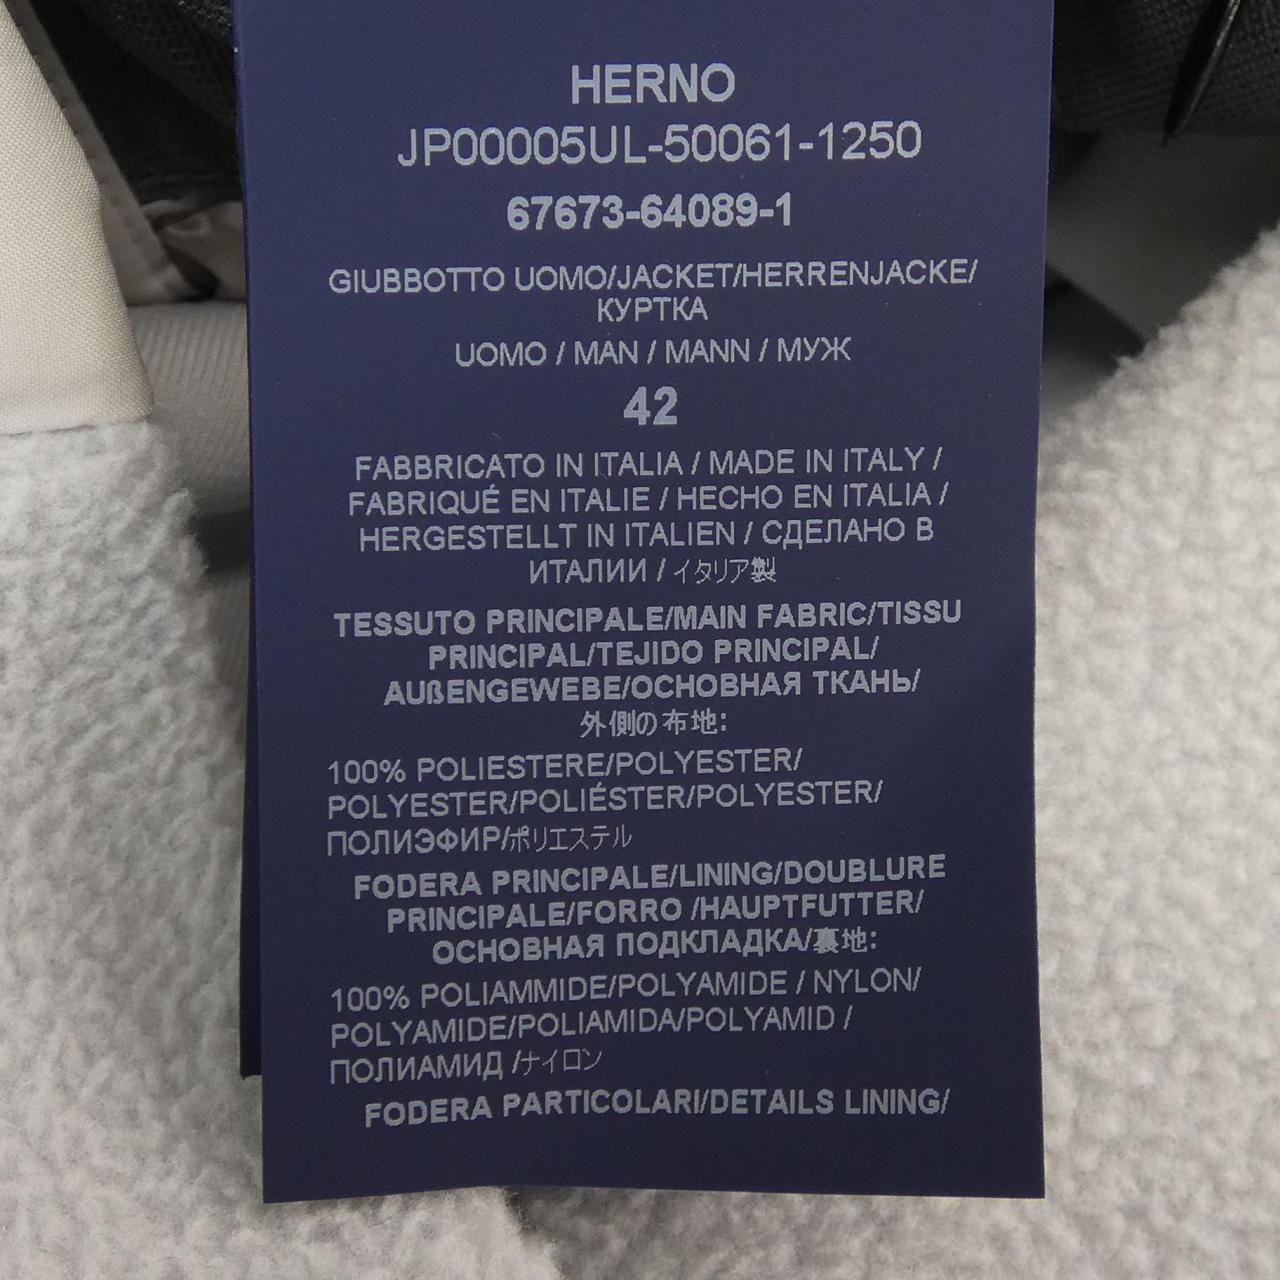 HERNO
JP00005UL-50061-1250
67673-64089-1
GIUBBOTTO UOMO/JACKET/HERRENJACKE/
КУРТКА
UOMO / MAN / MANN / МУЖ
42
FABBRICATO IN ITALIA / MADE IN ITALY /
FABRIQUÉ EN ITALIE / HECHO EN ITALIA /
HERGESTELLT IN ITALIEN / СДЕЛАНО В
ИТАЛИИ / イタリア製
TESSUTO PRINCIPALE/MAIN FABRIC/TISSU
PRINCIPAL/TEJIDO PRINCIPAL/
AUßENGEWEBE/ОСНОВНАЯ ТКАНЬ/
外側の布地:
100% POLIESTERE/POLYESTER/
POLYESTER/POLIÉSTER/POLYESTER/
ПОЛИЭФИР/ポリエステル
FODERA PRINCIPALE/LINING/DOUBLURE
PRINCIPALE/FORRO /HAUPTFUTTER/
ОСНОВНАЯ ПОДКЛАДКА/裏地:
100% POLIAMMIDE/POLYAMIDE / NYLON/
POLYAMIDE/POLIAMIDA/POLYAMID /
ПОЛИАМИД /ナイロン
FODERA PARTICOLARI/DETAILS LINING/